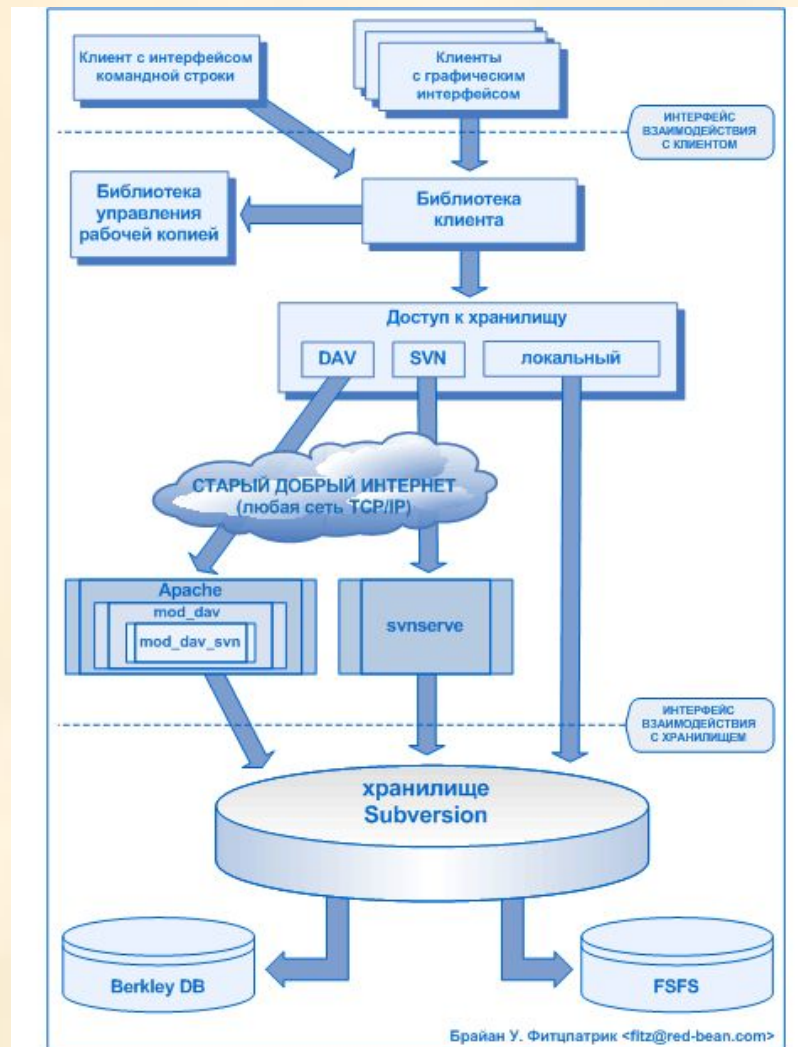 Клиент с интерфейсом
командной строки
Клиенты
с графическим
интерфейсом
ИНТЕРФЕЙС
ВЗАИМОДЕЙСТВИЯ
С КЛИЕНТОМ
Библиотека
управления
рабочей копией
Библиотека
клиента
Доступ к хранилищу
DAV
SVN
локальный
СТАРЫЙ ДОБРЫЙ ИНТЕРНЕТ
(любая сеть TCP/IP)
Apache
mod_dav
mod_dav_svn
svnserve
ИНТЕРФЕЙС
ВЗАИМОДЕЙСТВИЯ
С ХРАНИЛИЩЕМ
хранилище
Subversion
Berkley DB
FSFS
Брайан У. Фитцпатрик <fitz@red-bean.com>